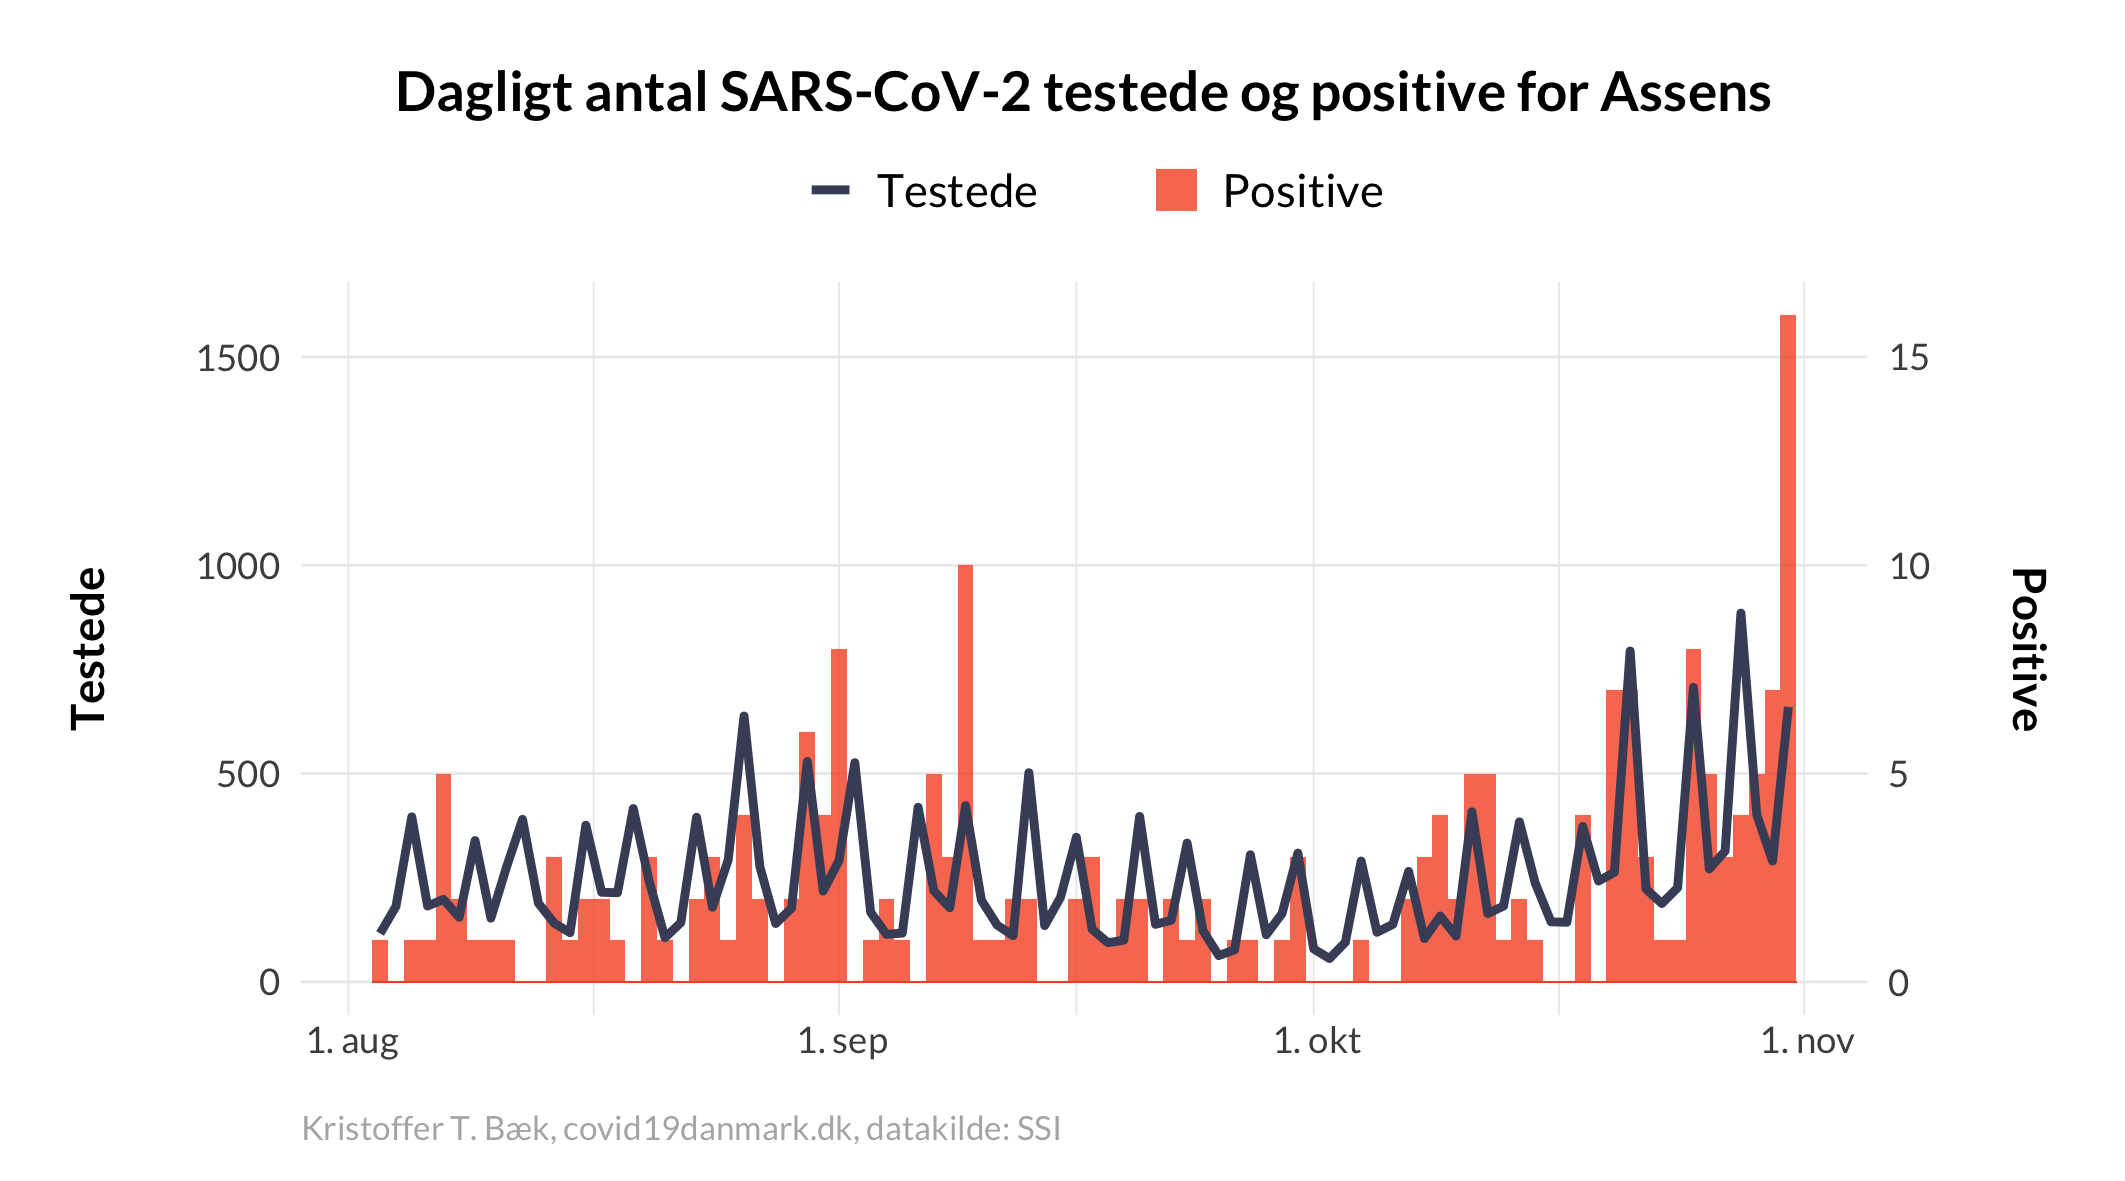 Dagligt antal SARS-CoV-2 testede og positive for Assens
Testede
Positive
1500
1000
500
0
15
10
5
0
Testede
Positive
1. aug
1. sep
1. okt
1. nov
Kristoffer T. Bæk, covid19danmark.dk, datakilde: SSI